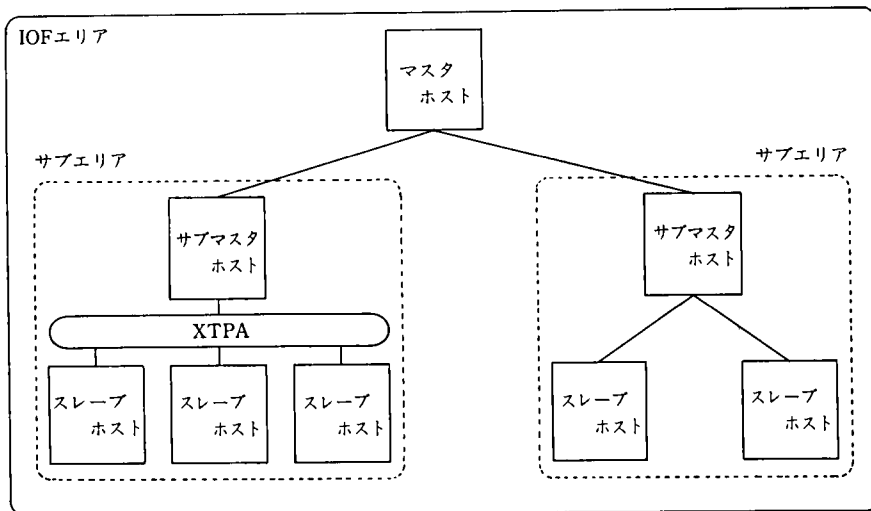 IOFエリア
マスタ
ホスト
サブエリア
サブエリア
サブマスタ
ホスト
サブマスタ
ホスト
XTPA
スレーブ
ホスト
スレーブ
ホスト
スレーブ
ホスト
スレーブ
ホスト
スレーブ
ホスト